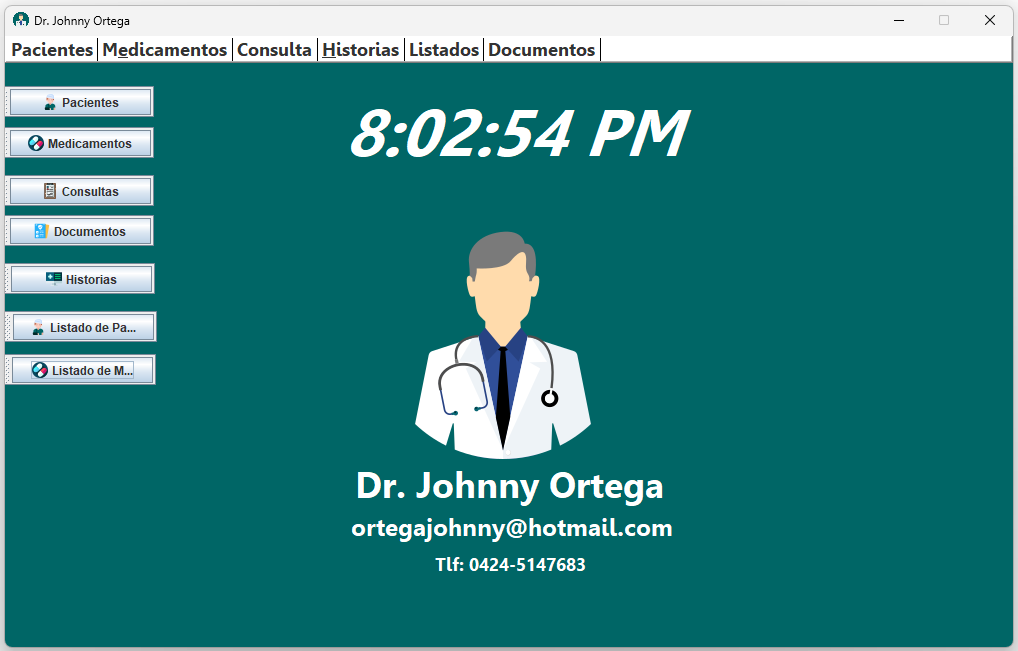 Dr. Johnny Ortega
Pacientes Medicamentos Consulta Historias Listados Documentos
8:02:54 PM
Pacientes
Medicamentos
Consultas
Documentos
Historias
Listado de Pa...
Listado de M...
Dr. Johnny Ortega
ortegajohnny@hotmail.com
Tlf: 0424-5147683